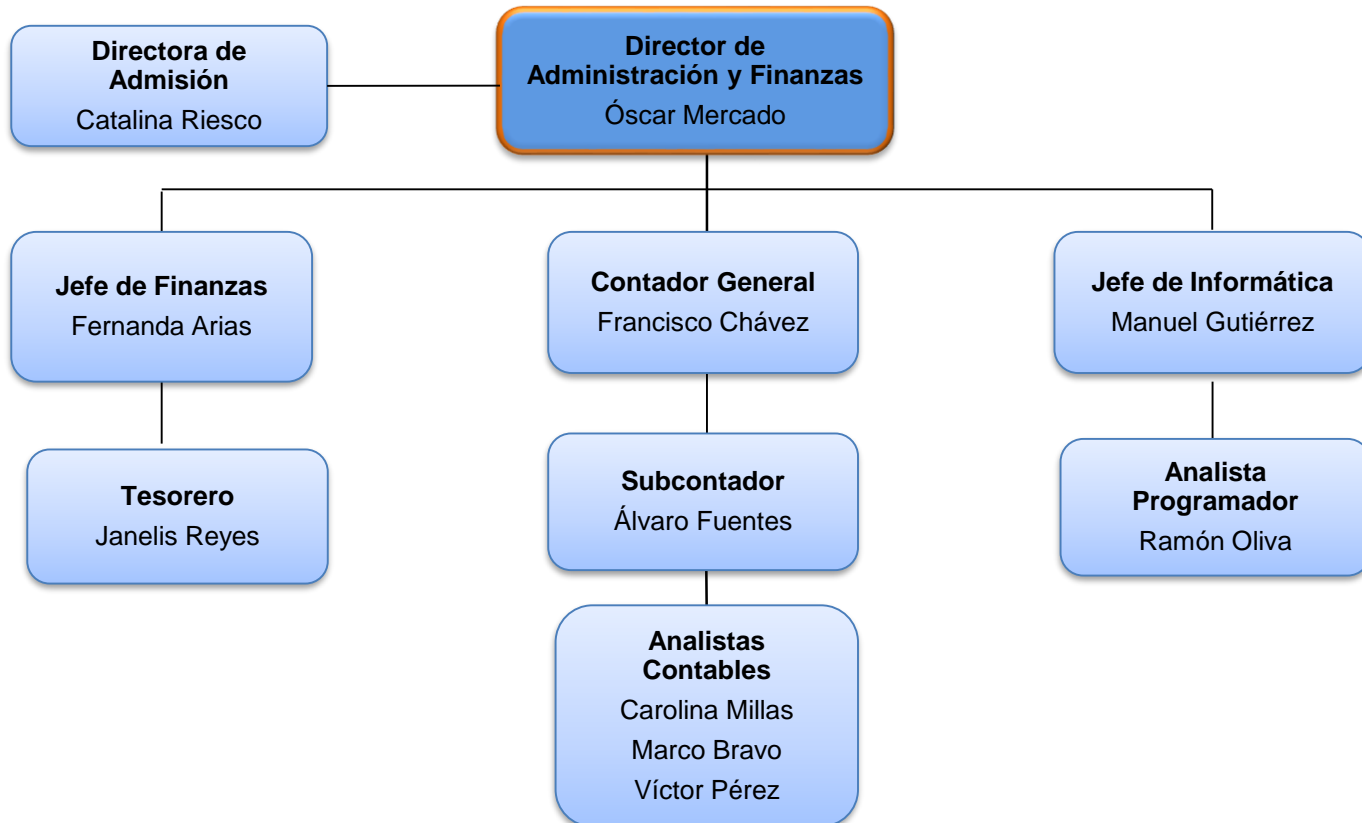 Directora de
Admisión
Catalina Riesco
Director de
Administración y Finanzas
Óscar Mercado
Jefe de Finanzas
Fernanda Arias
Contador General
Francisco Chávez
Jefe de Informática
Manuel Gutiérrez
Tesorero
Janelis Reyes
Subcontador
Álvaro Fuentes
Analista
Programador
Ramón Oliva
Analistas
Contables
Carolina Millas
Marco Bravo
Víctor Pérez